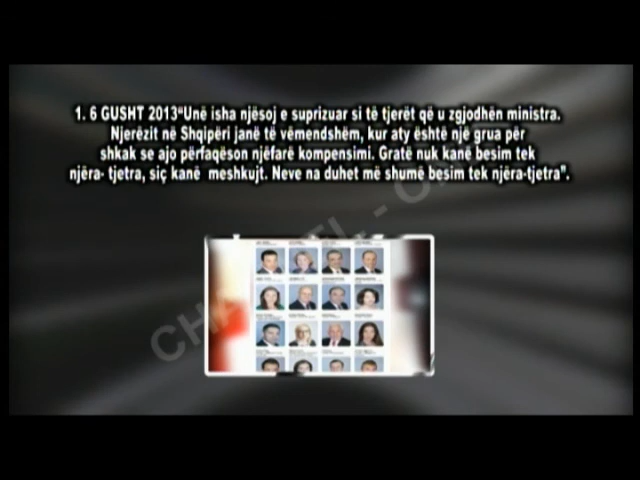 1. 6 GUSHT 2013“Unë isha njësoj e suprizuar si të tjerët që u zgjodhën ministra.
Njerëzit në Shqipëri janë të vëmendshëm, kur aty është një grua për
shkak se ajo përfaqëson njëfarë kompensimi. Gratë nuk kanë besim tek
njëra- tjetra, siç kanë meshkujt. Neve na duhet më shumë besim tek njëra-tjetra".